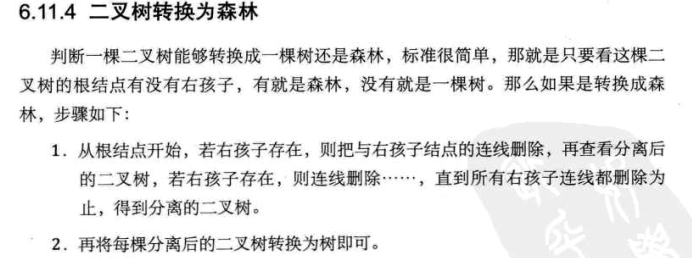 6.11.4 二叉树转换为森林
判断一棵二叉树能够转换成一棵树还是森林，标准很简单，那就是只要看这棵二
叉树的根结点有没有右孩子，有就是森林，没有就是一棵树。那么如果是转换成森
林，步骤如下：
1．从根结点开始，若右孩子存在，则把与右孩子结点的连线删除，再查看分离后
的二叉树，若右孩子存在，则连线删除……，直到所有右孩子连线都删除为
止，得到分离的二叉树。
2．再将每棵分离后的二叉树转换为树即可。